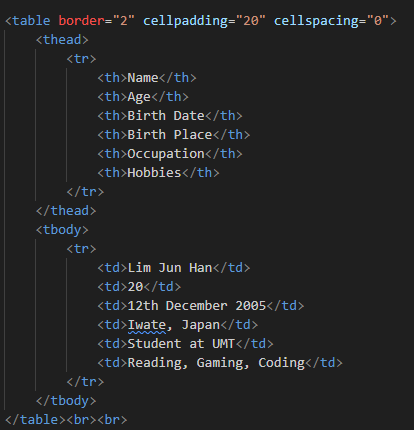 <table border="2" cellpadding="20" cellspacing="0">
    <thead>
        <tr>
            <th>Name</th>
            <th>Age</th>
            <th>Birth Date</th>
            <th>Birth Place</th>
            <th>Occupation</th>
            <th>Hobbies</th>
        </tr>
    </thead>
    <tbody>
        <tr>
            <td>Lim Jun Han</td>
            <td>20</td>
            <td>12th December 2005</td>
            <td>Iwate, Japan</td>
            <td>Student at UMT</td>
            <td>Reading, Gaming, Coding</td>
        </tr>
    </tbody>
</table><br><br>